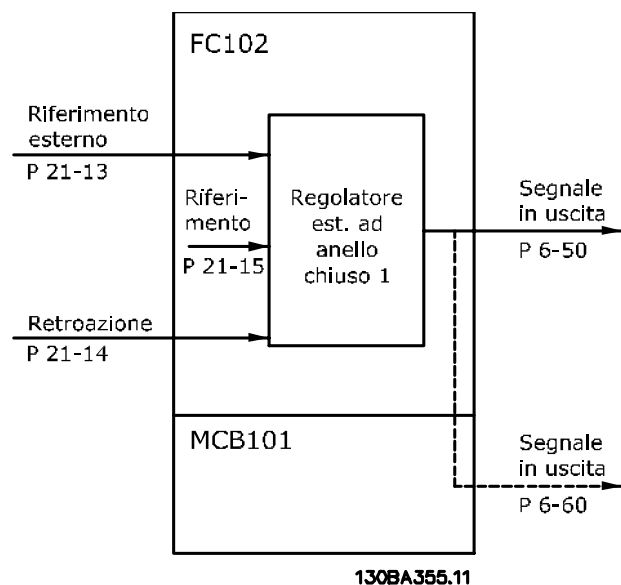 FC102
Riferimento
esterno
P 21-13
Riferi-
mento
P 21-15
Retroazione
P 21-14
Regolatore
est. ad
anello
chiuso 1
Segnale
in uscita
P 6-50
MCB101
Segnale
in uscita
P 6-60
130BA355.11